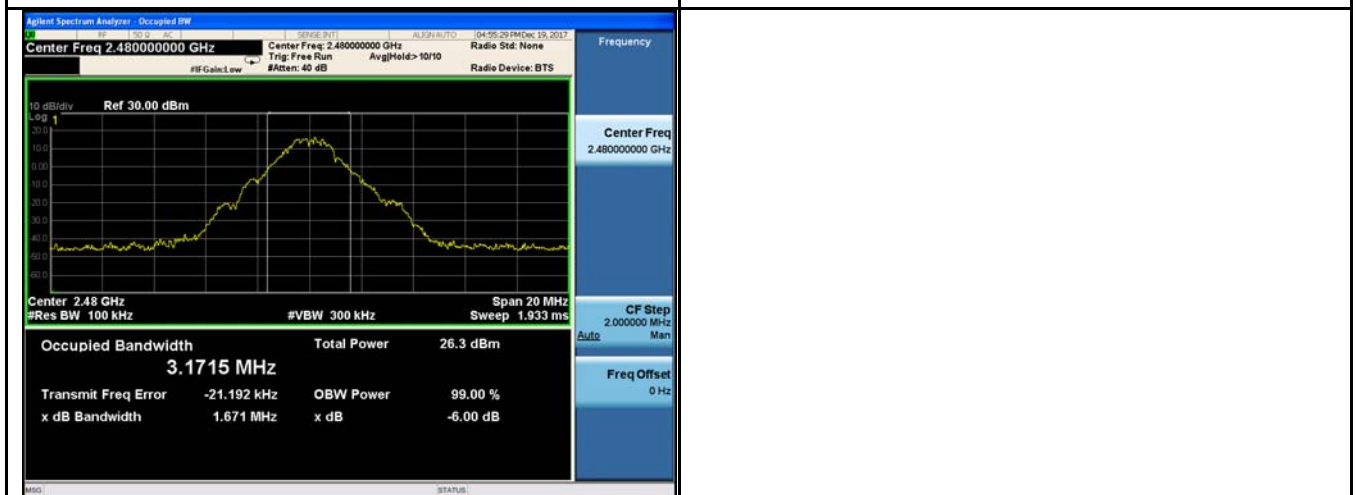 Agilent Spectrum Analyzer - Occupied BW
RF 50 Ω AC SENSE:INT ALIGN AUTO 04:55:29 PM Dec 19, 2017
Center Freq 2.480000000 GHz
Center Freq: 2.480000000 GHz
Radio Std: None
Trig: Free Run Avg|Hold:>10/10
#IFGain:Low #Atten: 40 dB Radio Device: BTS
Frequency
10 dB/div Ref 30.00 dBm
Log 1
20.0
10.0
0.00
-10.0
-20.0
-30.0
-40.0
-50.0
-60.0
Center 2.48 GHz Span 20 MHz
#Res BW 100 kHz #VBW 300 kHz Sweep 1.933 ms
Center Freq
2.480000000 GHz
CF Step
2.000000 MHz
Auto Man
Freq Offset
0 Hz
Occupied Bandwidth Total Power 26.3 dBm
3.1715 MHz
Transmit Freq Error -21.192 kHz OBW Power 99.00 %
x dB Bandwidth 1.671 MHz x dB -6.00 dB
MSG STATUS